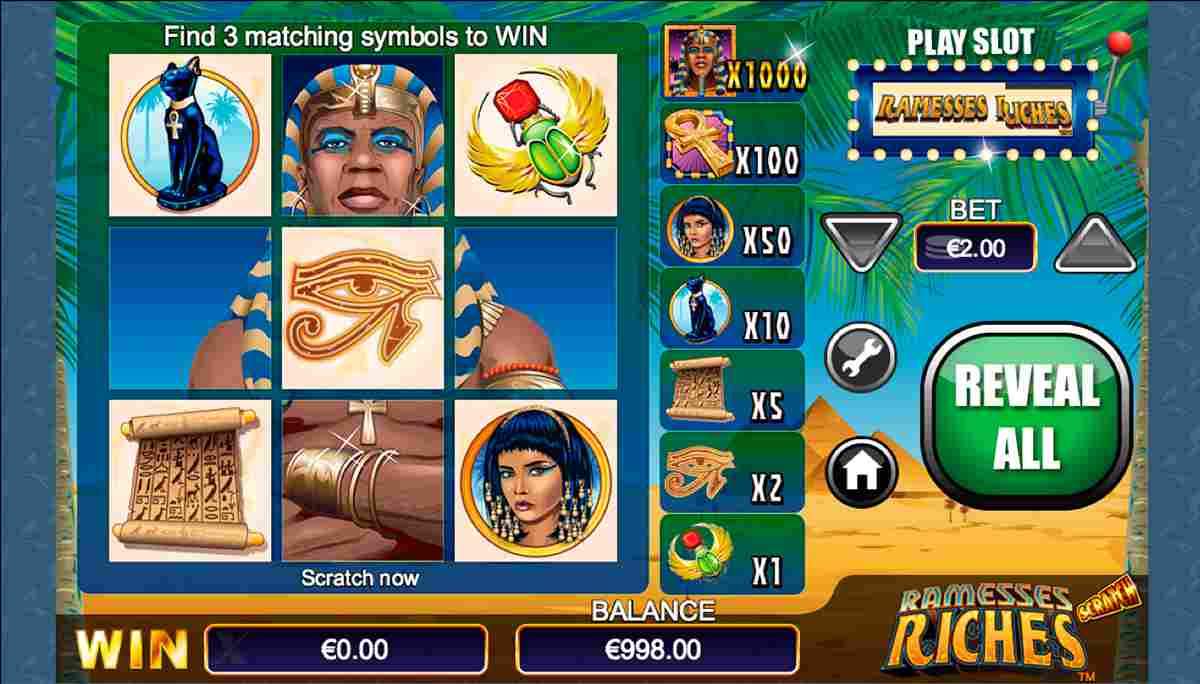 Find 3 matching symbols to WIN
Scratch now
X1000
X100
X50
X10
X5
X2
X1
PLAY SLOT
RAMESSES RICHES
BET
€2.00
REVEAL
ALL
WIN
€0.00
BALANCE
€998.00
RAMESSES
RICHES
SCRATCH
TM